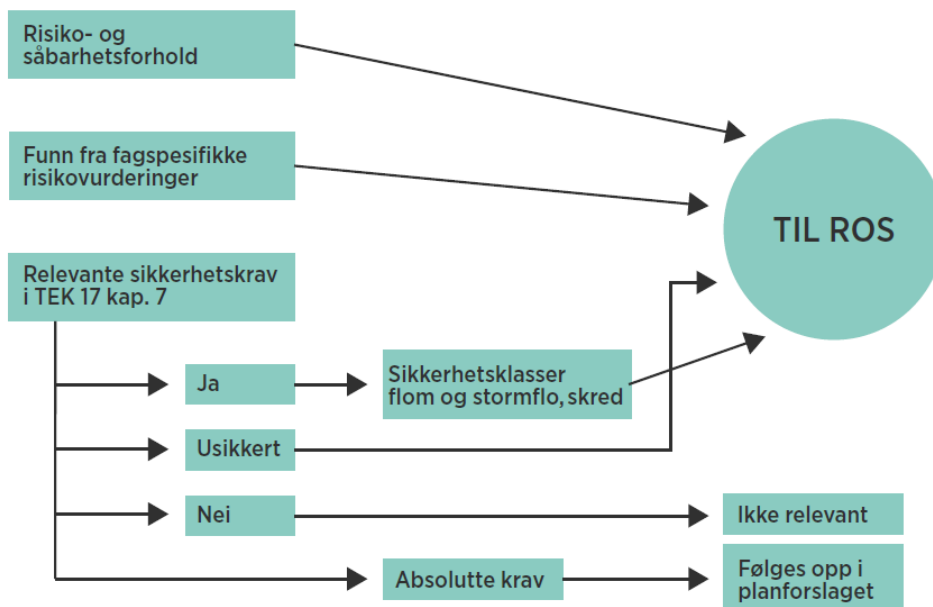 Risiko- og
såbarhetsforhold
Funn fra fagspesifikke
risikovurderinger
TIL ROS
Relevante sikkerhetskrav
i TEK 17 kap. 7
Ja
Sikkerhetsklasser
flom og stormflo, skred
Usikkert
Nei
Ikke relevant
Absolutte krav
Følges opp i
planforslaget